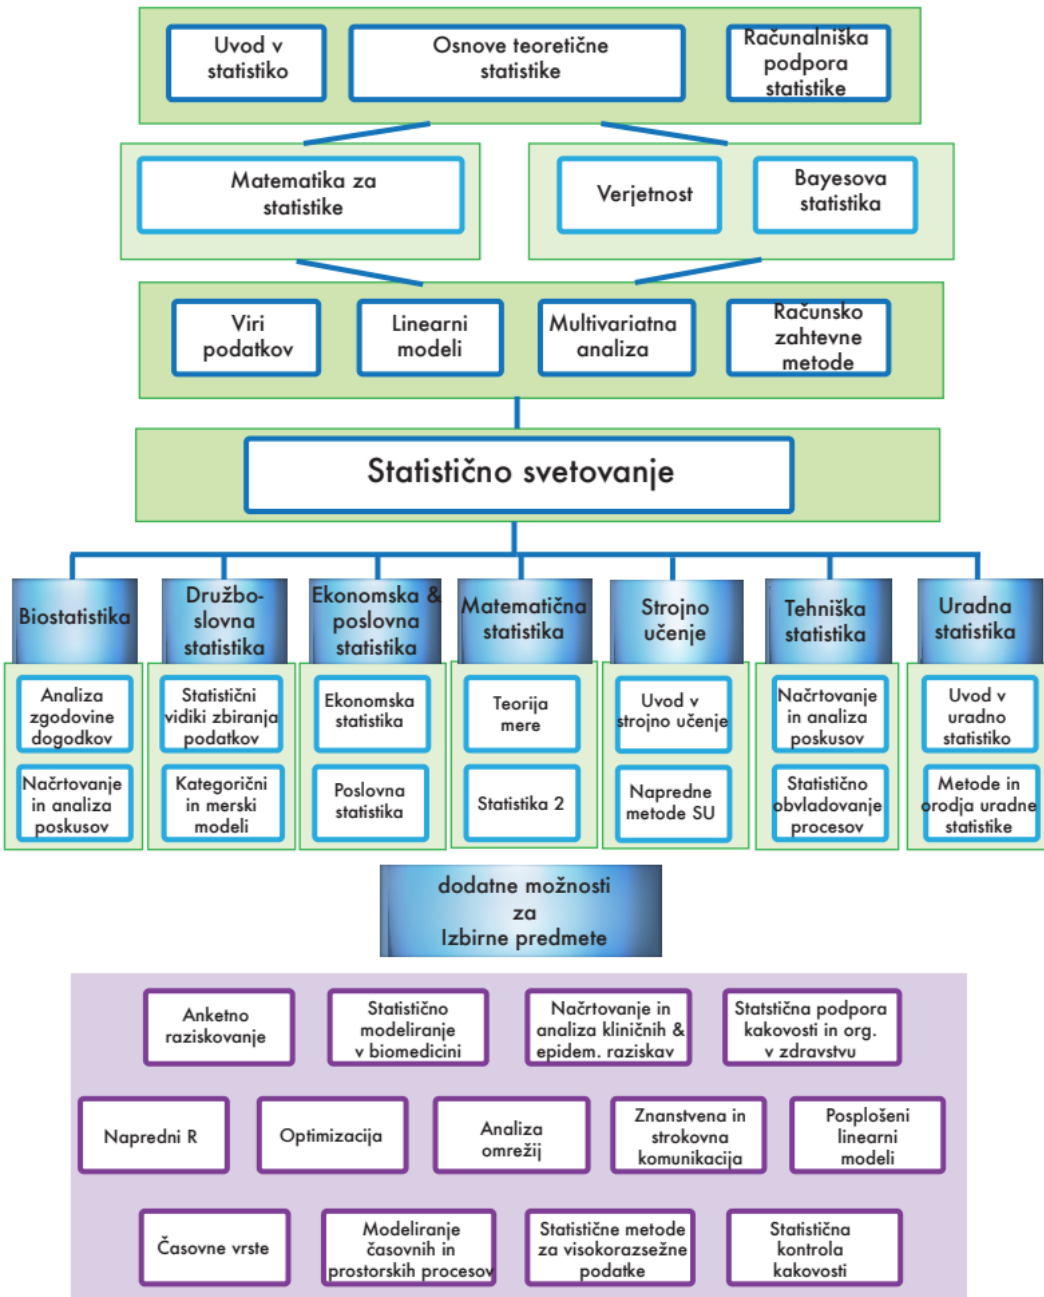 Uvod v
statistiko
Osnove teoretične
statistike
Računalniška
podpora
statistike
Matematika za
statistike
Verjetnost
Bayesova
statistika
Viri
podatkov
Linearni
modeli
Multivariatna
analiza
Računsko
zahtevne
metode
Statistično svetovanje
Biostatistika
Družbo-
slovna
statistika
Ekonomska &
poslovna
statistika
Matematična
statistika
Strojno
učenje
Tehniška
statistika
Uradna
statistika
Analiza
zgodovine
dogodkov
Statistični
vidiki zbiranja
podatkov
Ekonomska
statistika
Teorija
mere
Uvod v
strojno učenje
Načrtovanje
in analiza
poskusov
Uvod v
uradno
statistiko
Načrtovanje
in analiza
poskusov
Kategorični
in merski
modeli
Poslovna
statistika
Statistika 2
Napredne
metode SU
Statistično
obvladovanje
procesov
Metode in
orodja uradne
statistike
dodatne možnosti
za
Izbirne predmete
Anketno
raziskovanje
Statistično
modeliranje
v biomedicini
Načrtovanje in
analiza kliničnih &
epidem. raziskav
Statstična podpora
kakovosti in org.
v zdravstvu
Napredni R
Optimizacija
Analiza
omrežij
Znanstvena in
strokovna
komunikacija
Posplošeni
linearni
modeli
Časovne vrste
Modeliranje
časovnih in
prostorskih procesov
Statistične metode
za visokorazsežne
podatke
Statistična
kontrola
kakovosti